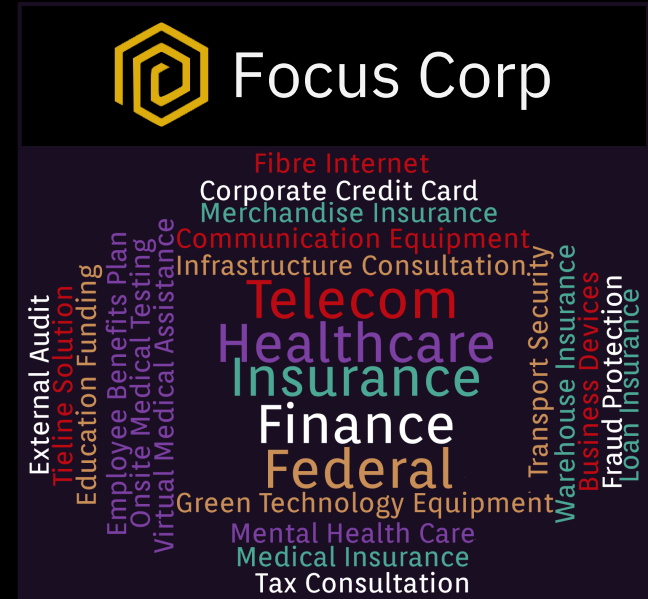 Focus Corp
Fibre Internet
Corporate Credit Card
Merchandise Insurance
Communication Equipment
Infrastructure Consultation
Telecom
Healthcare
Insurance
Finance
Federal
Green Technology Equipment
Mental Health Care
Medical Insurance
Tax Consultation
External Audit
Tieline Solution
Education Funding
Employee Benefits Plan
Onsite Medical Testing
Virtual Medical Assistance
Transport Security
Warehouse Insurance
Business Devices
Fraud Protection
Loan Insurance